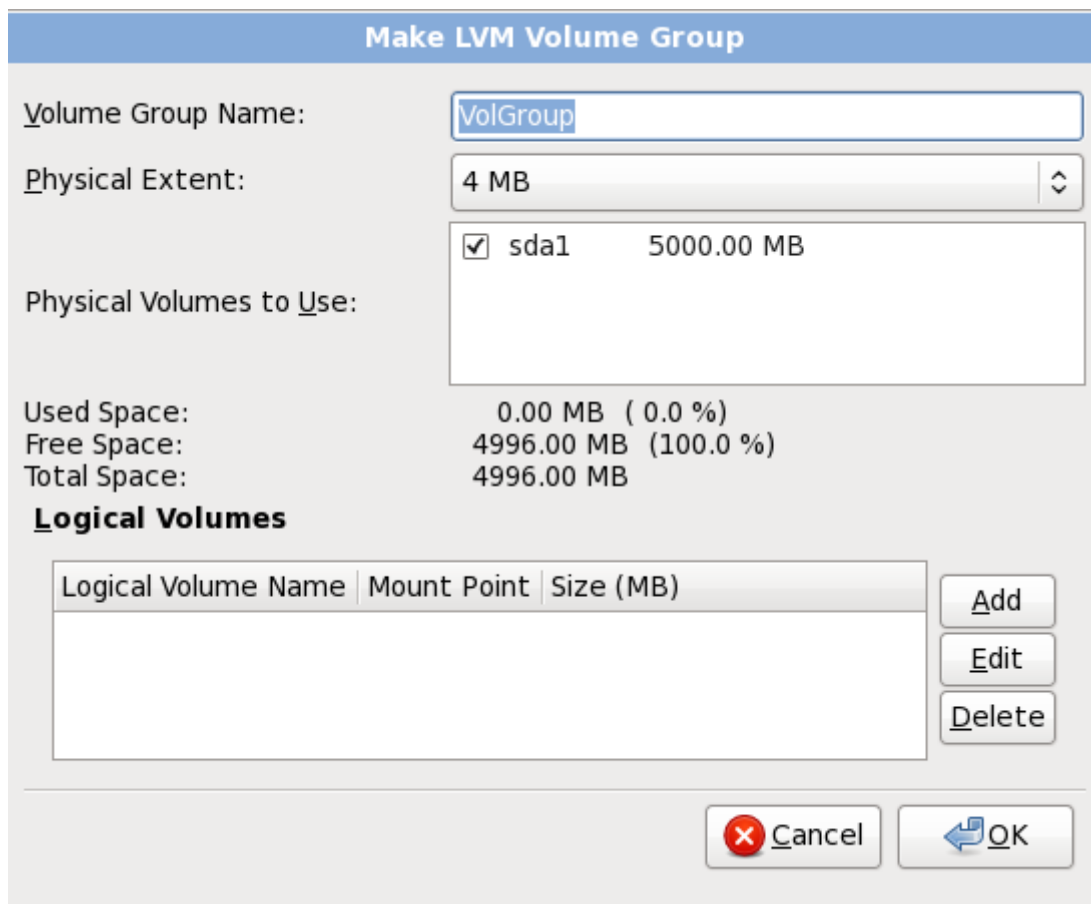 Make LVM Volume Group
Volume Group Name: VolGroup
Physical Extent: 4 MB
sda1 5000.00 MB
Physical Volumes to Use:
Used Space: 0.00 MB ( 0.0 %)
Free Space: 4996.00 MB (100.0 %)
Total Space: 4996.00 MB
Logical Volumes
Logical Volume Name Mount Point Size (MB)
Add
Edit
Delete
Cancel OK